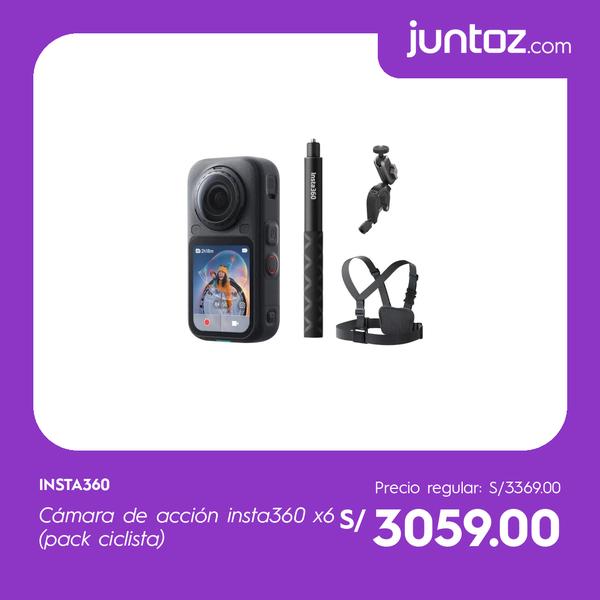 juntoz.com
Insta360
INSTA360
Precio regular: S/3369.00
Cámara de acción insta360 x6
(pack ciclista)
S/ 3059.00